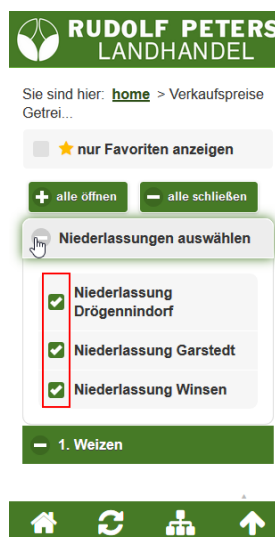 RUDOLF PETERS
LANDHANDEL
Sie sind hier: home > Verkaufspreise
Getrei...
nur Favoriten anzeigen
alle öffnen alle schließen
Niederlassungen auswählen
Niederlassung
Drögennindorf
Niederlassung Garstedt
Niederlassung Winsen
1. Weizen